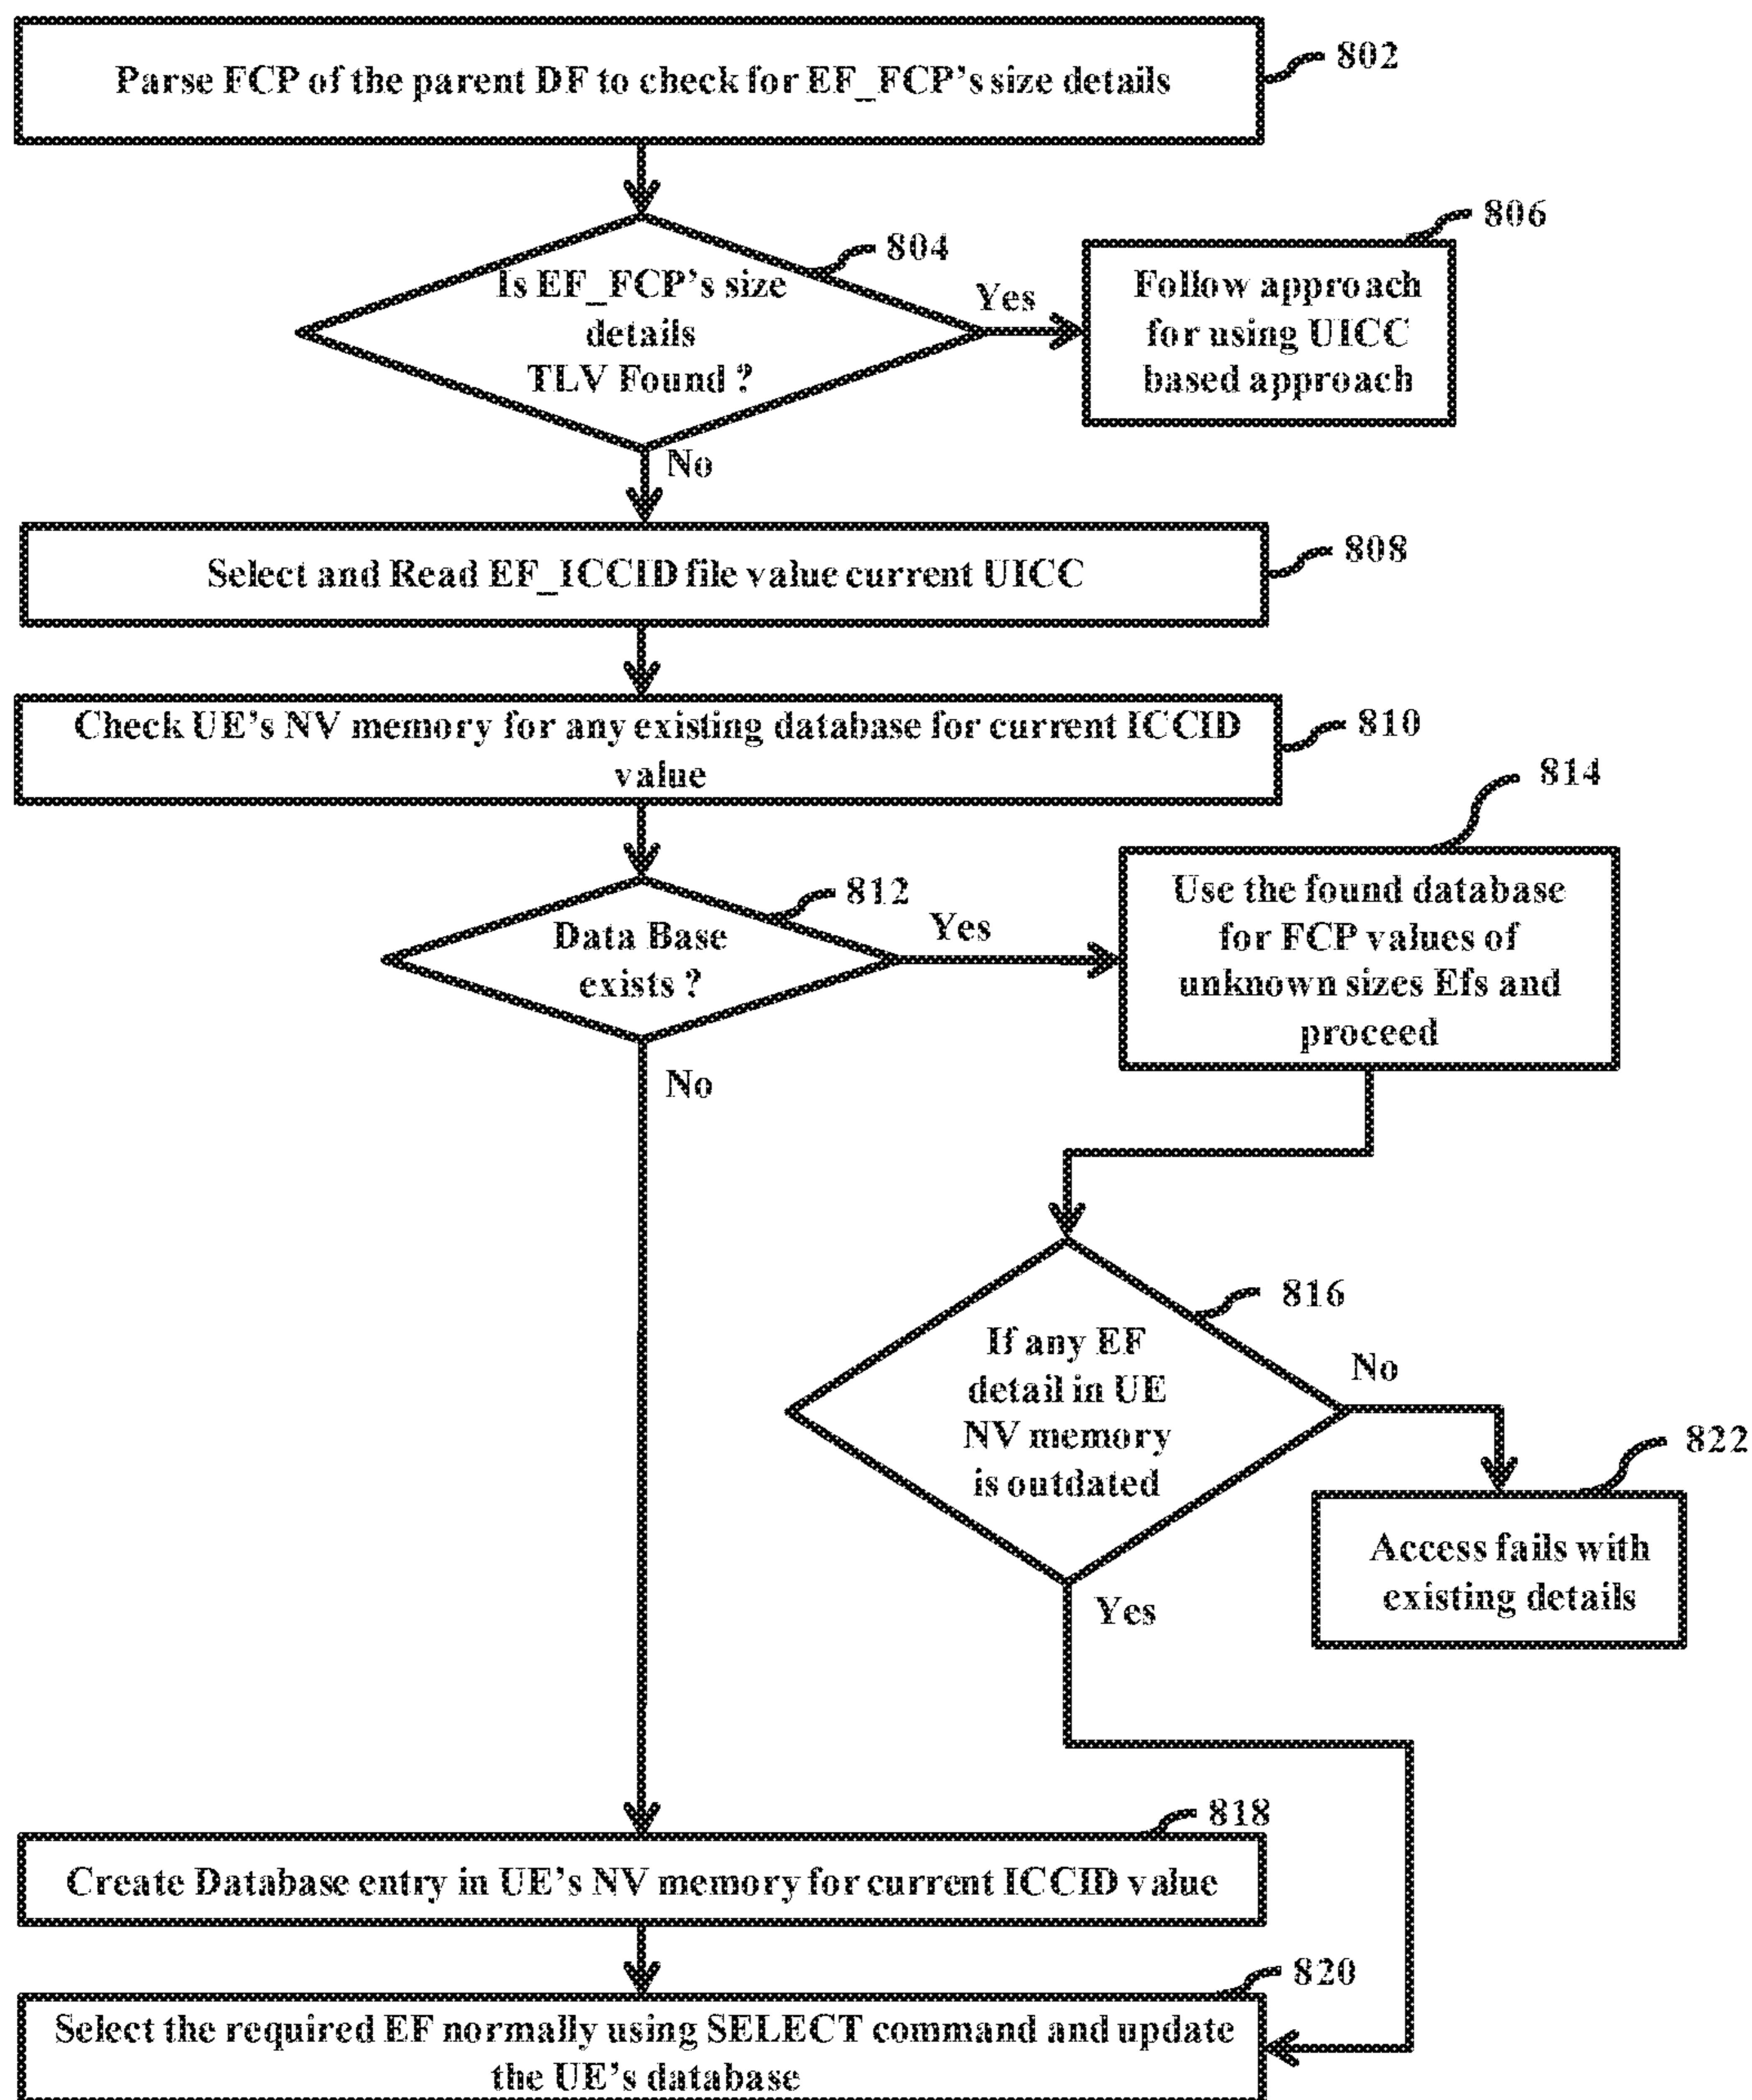 Parse FCP of the parent DF to check for EF_FCP's size details
802
Is EF_FCP's size
details
TLV Found ?
804
Yes
Follow approach
for using UICC
based approach
806
No
Select and Read EF_ICCID file value current UICC
808
Check UE's NV memory for any existing database for current ICCID
value
810
Data Base
exists ?
812
Yes
Use the found database
for FCP values of
unknown sizes Efs and
proceed
814
No
If any EF
detail in UE
NV memory
is outdated
816
No
Access fails with
existing details
822
Yes
Create Database entry in UE's NV memory for current ICCID value
818
Select the required EF normally using SELECT command and update
the UE's database
820